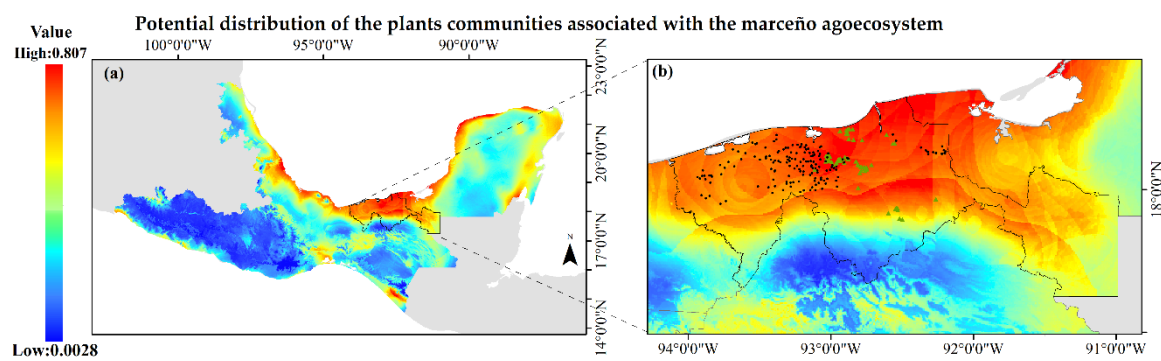 Potential distribution of the plants communities associated with the marceño agoecosystem
Value
High:0.807
Low:0.0028
100°0'0"W 95°0'0"W 90°0'0"W
(a)
23°0'0"N
20°0'0"N
17°0'0"N
14°0'0"N
N
(b)
18°0'0"N
94°0'0"W 93°0'0"W 92°0'0"W 91°0'0"W